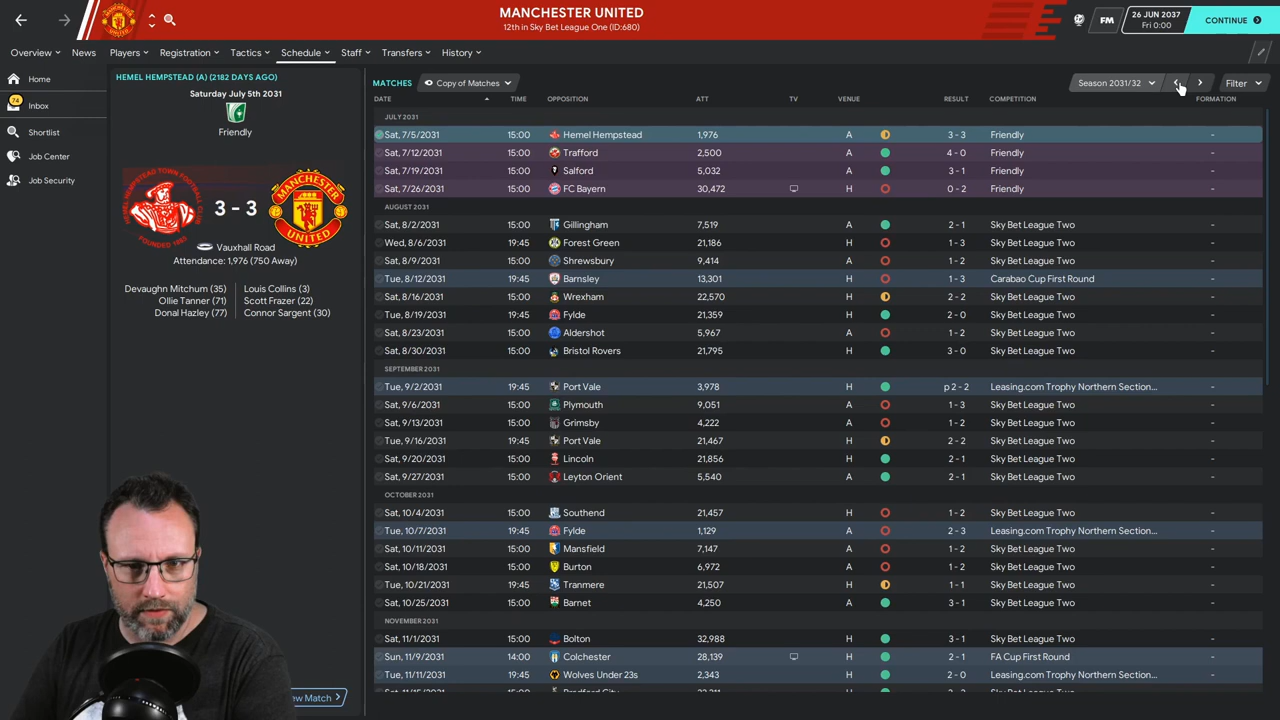 MANCHESTER UNITED
12th in Sky Bet League One (ID:680)
FM
26 JUN 2037
Fri 0:00
CONTINUE
Overview News Players Registration Tactics Schedule Staff Transfers History
Home
74
Inbox
Shortlist
Job Center
Job Security
HEMEL HEMPSTEAD (A) (2182 DAYS AGO)
Saturday July 5th 2031
Friendly
3 - 3
Vauxhall Road
Attendance: 1,976 (750 Away)
Devaughn Mitchum (35) Louis Collins (3)
Ollie Tanner (71) Scott Frazer (22)
Donal Hazley (77) Connor Sargent (30)
MATCHES Copy of Matches Season 2031/32 Filter
DATE TIME OPPOSITION ATT TV VENUE RESULT COMPETITION FORMATION
JULY 2031
Sat, 7/5/2031 15:00 Hemel Hempstead 1,976 A 3 - 3 Friendly -
Sat, 7/12/2031 15:00 Trafford 2,500 A 4 - 0 Friendly -
Sat, 7/19/2031 15:00 Salford 5,032 A 3 - 1 Friendly -
Sat, 7/26/2031 15:00 FC Bayern 30,472 H 0 - 2 Friendly -
AUGUST 2031
Sat, 8/2/2031 15:00 Gillingham 7,519 A 2 - 1 Sky Bet League Two -
Wed, 8/6/2031 19:45 Forest Green 21,186 H 1 - 3 Sky Bet League Two -
Sat, 8/9/2031 15:00 Shrewsbury 9,414 A 1 - 2 Sky Bet League Two -
Tue, 8/12/2031 19:45 Barnsley 13,301 H 1 - 3 Carabao Cup First Round -
Sat, 8/16/2031 15:00 Wrexham 22,570 H 2 - 2 Sky Bet League Two -
Tue, 8/19/2031 19:45 Fylde 21,359 H 2 - 0 Sky Bet League Two -
Sat, 8/23/2031 15:00 Aldershot 5,967 A 1 - 2 Sky Bet League Two -
Sat, 8/30/2031 15:00 Bristol Rovers 21,795 H 3 - 0 Sky Bet League Two -
SEPTEMBER 2031
Tue, 9/2/2031 19:45 Port Vale 3,978 H p 2 - 2 Leasing.com Trophy Northern Section... -
Sat, 9/6/2031 15:00 Plymouth 9,051 A 1 - 3 Sky Bet League Two -
Sat, 9/13/2031 15:00 Grimsby 4,222 A 1 - 2 Sky Bet League Two -
Tue, 9/16/2031 19:45 Port Vale 21,467 H 2 - 2 Sky Bet League Two -
Sat, 9/20/2031 15:00 Lincoln 21,856 H 2 - 1 Sky Bet League Two -
Sat, 9/27/2031 15:00 Leyton Orient 5,540 A 2 - 1 Sky Bet League Two -
OCTOBER 2031
Sat, 10/4/2031 15:00 Southend 21,457 H 1 - 2 Sky Bet League Two -
Tue, 10/7/2031 19:45 Fylde 1,129 A 2 - 3 Leasing.com Trophy Northern Section... -
Sat, 10/11/2031 15:00 Mansfield 7,147 A 1 - 2 Sky Bet League Two -
Sat, 10/18/2031 15:00 Burton 6,972 A 1 - 2 Sky Bet League Two -
Tue, 10/21/2031 19:45 Tranmere 21,507 H 1 - 1 Sky Bet League Two -
Sat, 10/25/2031 15:00 Barnet 4,250 A 3 - 1 Sky Bet League Two -
NOVEMBER 2031
Sat, 11/1/2031 15:00 Bolton 32,988 H 3 - 1 Sky Bet League Two -
Sun, 11/9/2031 14:00 Colchester 28,139 H 2 - 1 FA Cup First Round -
Tue, 11/11/2031 19:45 Wolves Under 23s 2,343 H 2 - 0 Leasing.com Trophy Northern Section... -
Match